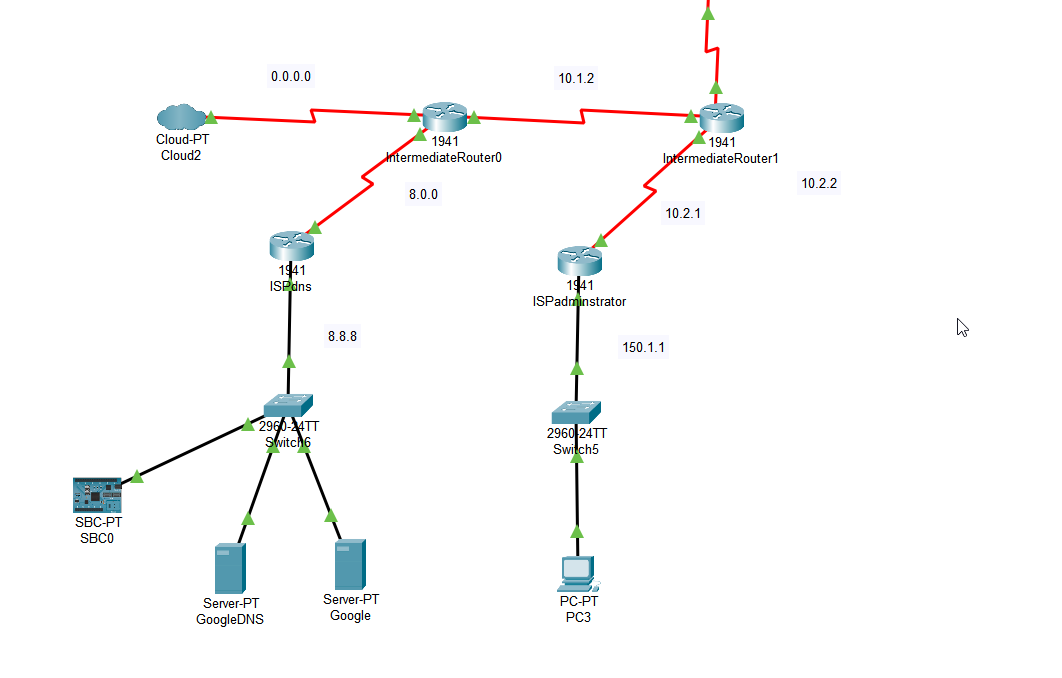 0.0.0.0
10.1.2
Cloud-PT
Cloud2
1941
IntermediateRouter0
1941
IntermediateRouter1
8.0.0
10.2.1
10.2.2
1941
ISPdns
1941
ISPadminstrator
8.8.8
150.1.1
2960-24TT
Switch6
2960-24TT
Switch5
SBC-PT
SBC0
Server-PT
GoogleDNS
Server-PT
Google
PC-PT
PC3